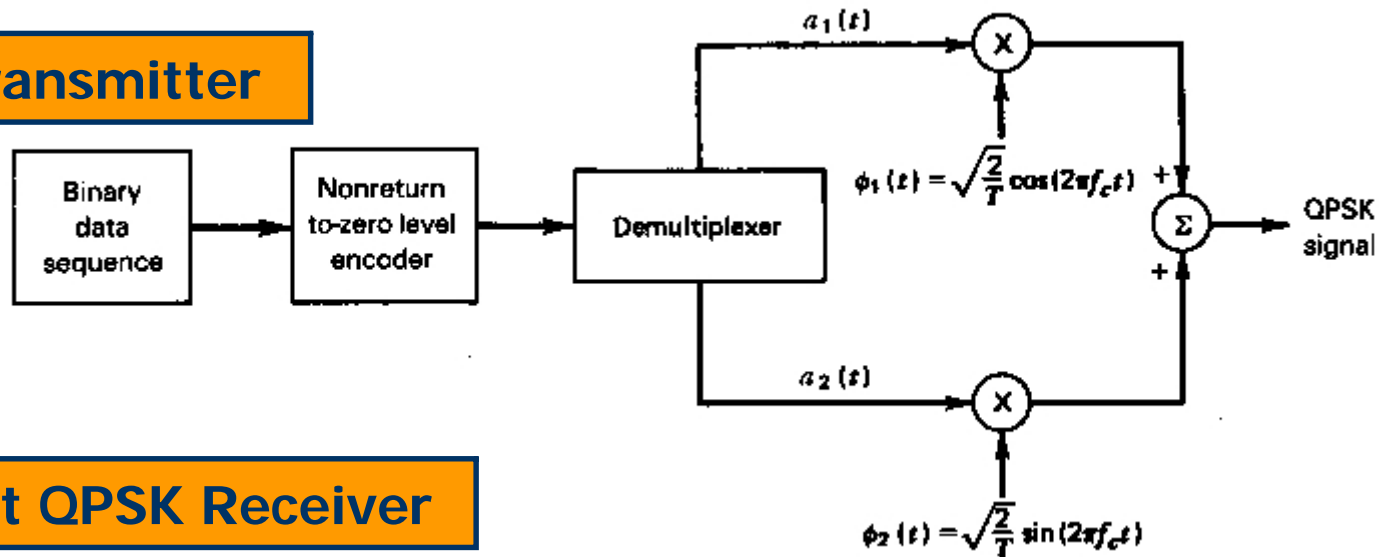 ransmitter
Binary
data
sequence
Nonreturn
to-zero level
encoder
Demultiplexer
a₁(t)
X
ϕ₁(t) = √(2/T) cos(2πf_c t)
+
Σ
+
QPSK
signal
a₂(t)
X
ϕ₂(t) = √(2/T) sin(2πf_c t)
t QPSK Receiver